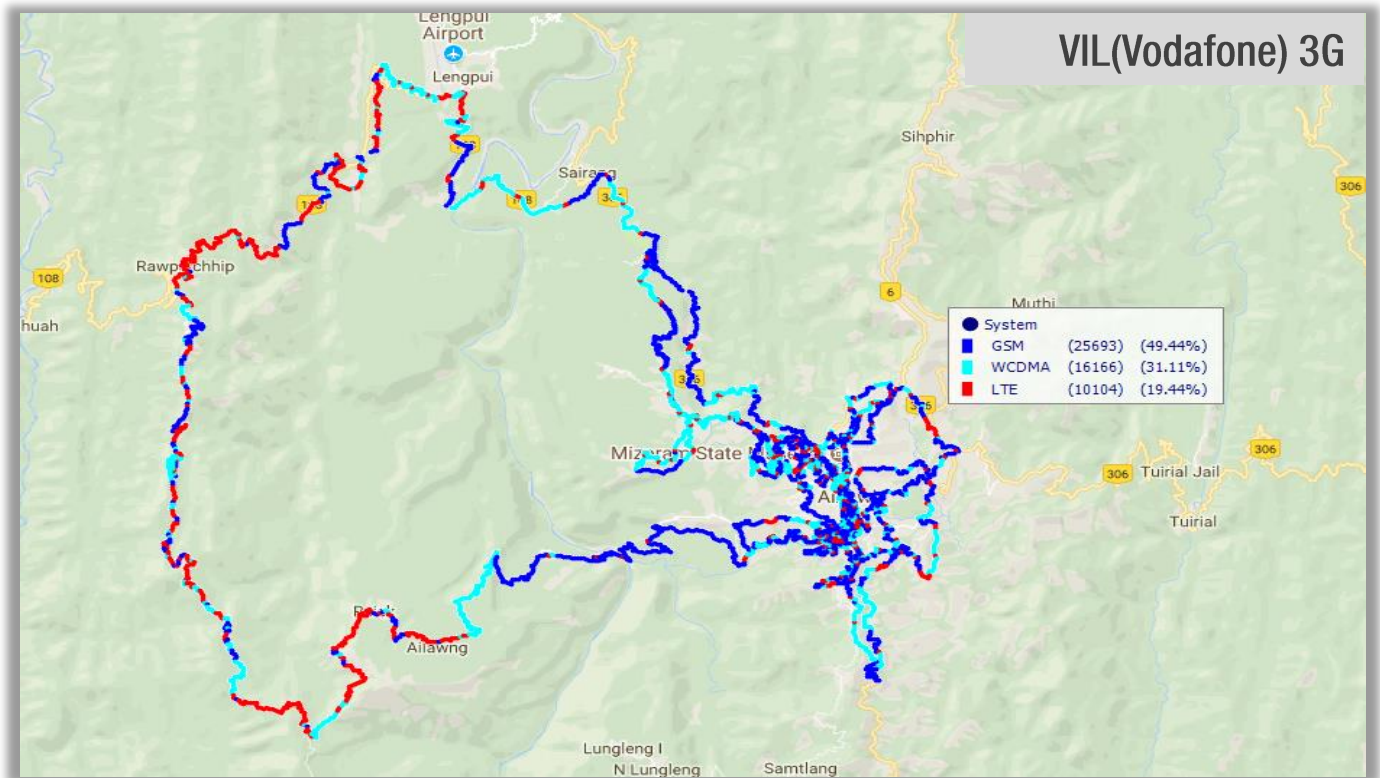 VIL(Vodafone) 3G
Lengpui
Airport
Lengpui
Sihphir
Sairang
306
108
6
Muthi
huah
System
GSM (25693) (49.44%)
WCDMA (16166) (31.11%)
LTE (10104) (19.44%)
306
306
Tuirial Jail
Tuirial
Ailawng
Lungleng I
N Lungleng
Samtlang